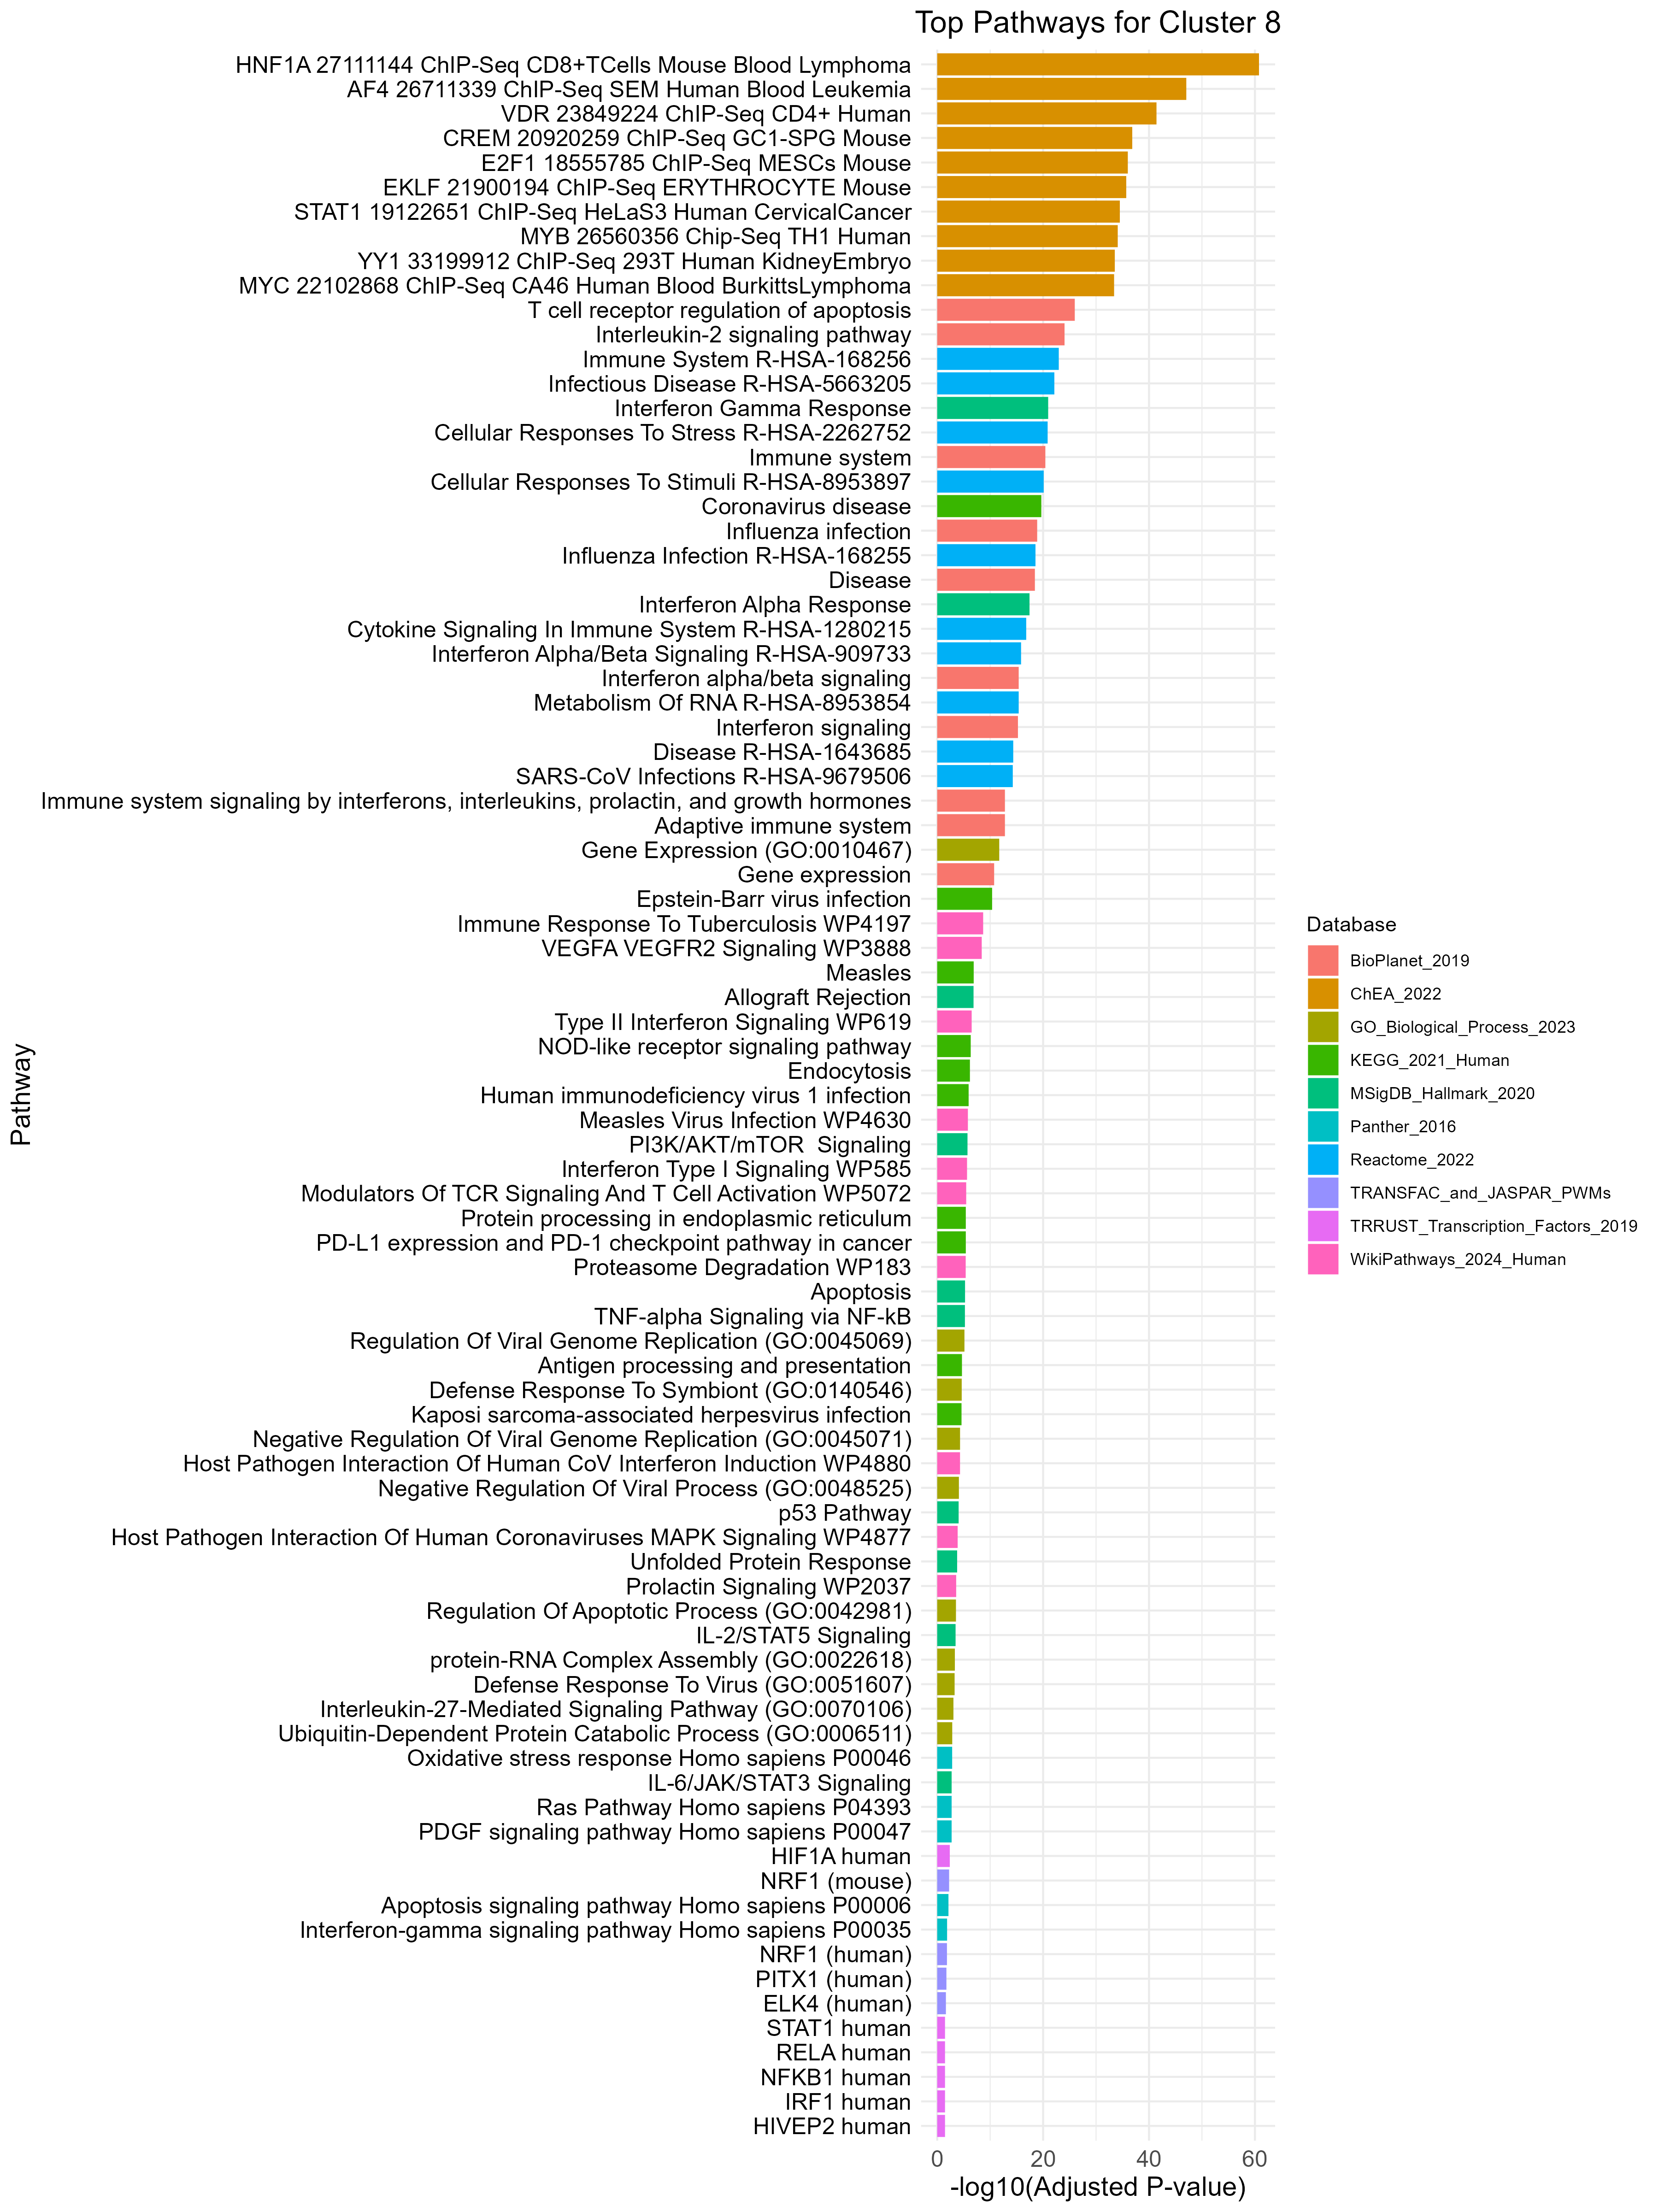 Top Pathways for Cluster 8
HNF1A 27111144 ChIP-Seq CD8+TCells Mouse Blood Lymphoma
AF4 26711339 ChIP-Seq SEM Human Blood Leukemia
VDR 23849224 ChIP-Seq CD4+ Human
CREM 20920259 ChIP-Seq GC1-SPG Mouse
E2F1 18555785 ChIP-Seq MESCs Mouse
EKLF 21900194 ChIP-Seq ERYTHROCYTE Mouse
STAT1 19122651 ChIP-Seq HeLaS3 Human CervicalCancer
MYB 26560356 Chip-Seq TH1 Human
YY1 33199912 ChIP-Seq 293T Human KidneyEmbryo
MYC 22102868 ChIP-Seq CA46 Human Blood BurkittsLymphoma
T cell receptor regulation of apoptosis
Interleukin-2 signaling pathway
Immune System R-HSA-168256
Infectious Disease R-HSA-5663205
Interferon Gamma Response
Cellular Responses To Stress R-HSA-2262752
Immune system
Cellular Responses To Stimuli R-HSA-8953897
Coronavirus disease
Influenza infection
Influenza Infection R-HSA-168255
Disease
Interferon Alpha Response
Cytokine Signaling In Immune System R-HSA-1280215
Interferon Alpha/Beta Signaling R-HSA-909733
Interferon alpha/beta signaling
Metabolism Of RNA R-HSA-8953854
Interferon signaling
Disease R-HSA-1643685
SARS-CoV Infections R-HSA-9679506
Immune system signaling by interferons, interleukins, prolactin, and growth hormones
Adaptive immune system
Gene Expression (GO:0010467)
Gene expression
Epstein-Barr virus infection
Immune Response To Tuberculosis WP4197
VEGFA VEGFR2 Signaling WP3888
Measles
Allograft Rejection
Type II Interferon Signaling WP619
NOD-like receptor signaling pathway
Endocytosis
Human immunodeficiency virus 1 infection
Measles Virus Infection WP4630
PI3K/AKT/mTOR  Signaling
Interferon Type I Signaling WP585
Modulators Of TCR Signaling And T Cell Activation WP5072
Protein processing in endoplasmic reticulum
PD-L1 expression and PD-1 checkpoint pathway in cancer
Proteasome Degradation WP183
Apoptosis
TNF-alpha Signaling via NF-kB
Regulation Of Viral Genome Replication (GO:0045069)
Antigen processing and presentation
Defense Response To Symbiont (GO:0140546)
Kaposi sarcoma-associated herpesvirus infection
Negative Regulation Of Viral Genome Replication (GO:0045071)
Host Pathogen Interaction Of Human CoV Interferon Induction WP4880
Negative Regulation Of Viral Process (GO:0048525)
p53 Pathway
Host Pathogen Interaction Of Human Coronaviruses MAPK Signaling WP4877
Unfolded Protein Response
Prolactin Signaling WP2037
Regulation Of Apoptotic Process (GO:0042981)
IL-2/STAT5 Signaling
protein-RNA Complex Assembly (GO:0022618)
Defense Response To Virus (GO:0051607)
Interleukin-27-Mediated Signaling Pathway (GO:0070106)
Ubiquitin-Dependent Protein Catabolic Process (GO:0006511)
Oxidative stress response Homo sapiens P00046
IL-6/JAK/STAT3 Signaling
Ras Pathway Homo sapiens P04393
PDGF signaling pathway Homo sapiens P00047
HIF1A human
NRF1 (mouse)
Apoptosis signaling pathway Homo sapiens P00006
Interferon-gamma signaling pathway Homo sapiens P00035
NRF1 (human)
PITX1 (human)
ELK4 (human)
STAT1 human
RELA human
NFKB1 human
IRF1 human
HIVEP2 human
0 20 40 60
-log10(Adjusted P-value)
Pathway
Database
BioPlanet_2019
ChEA_2022
GO_Biological_Process_2023
KEGG_2021_Human
MSigDB_Hallmark_2020
Panther_2016
Reactome_2022
TRANSFAC_and_JASPAR_PWMs
TRRUST_Transcription_Factors_2019
WikiPathways_2024_Human